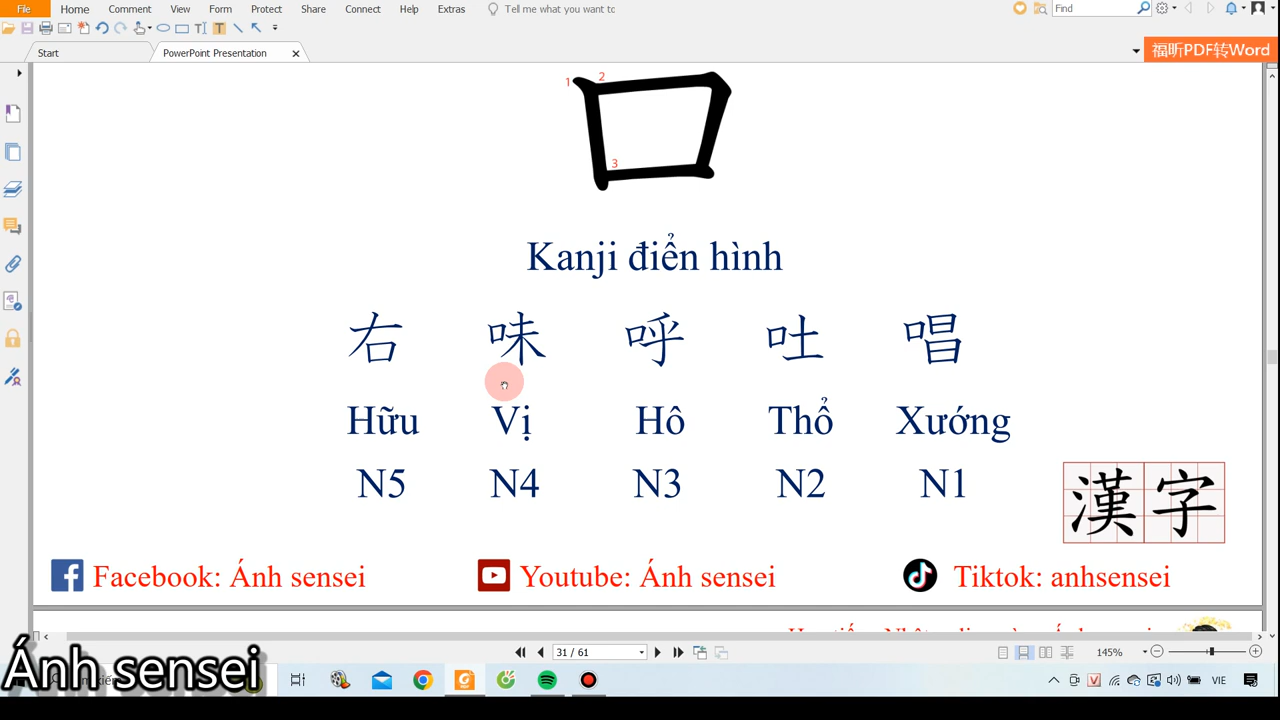 File Home Comment View Form Protect Share Connect Help Extras Tell me what you want to Find
Start PowerPoint Presentation
福昕PDF转Word
1 2
3
Kanji điển hình
右 味 呼 吐 唱
Hữu Vị Hô Thổ Xướng
N5 N4 N3 N2 N1
漢字
Facebook: Ánh sensei Youtube: Ánh sensei Tiktok: anhsensei
Ánh sensei
31 / 61 145%
VIE